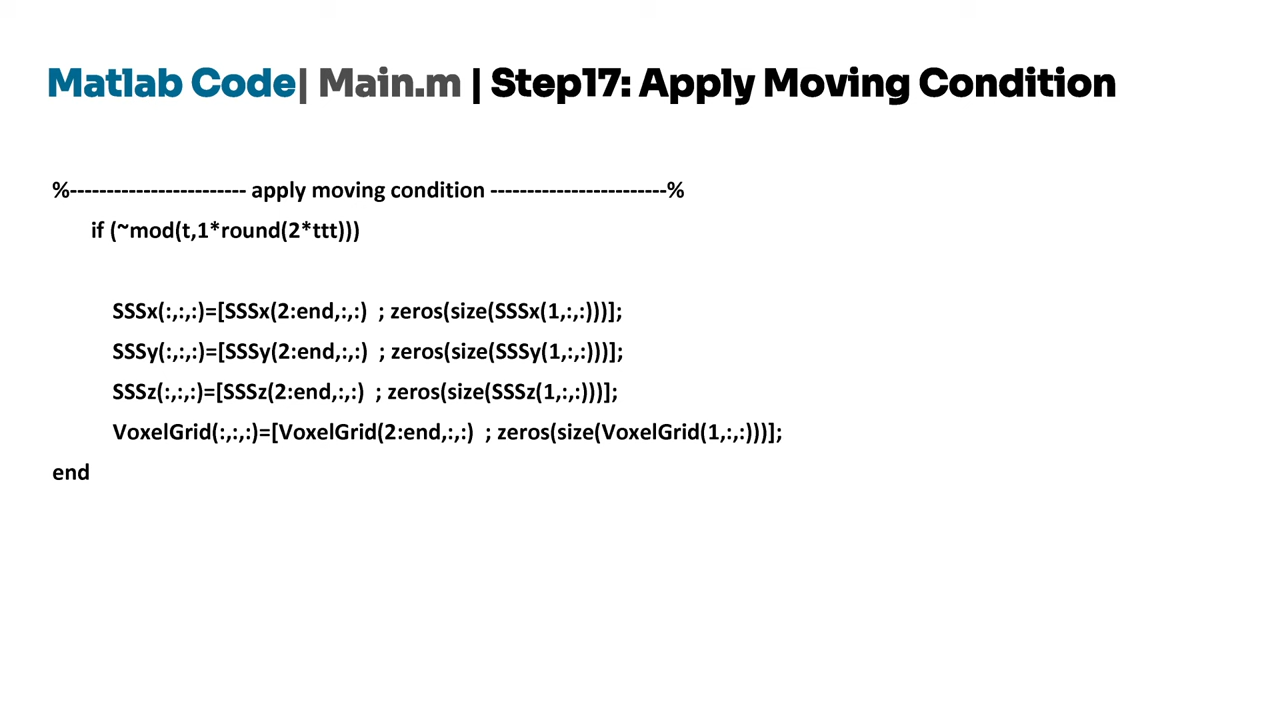 Matlab Code| Main.m | Step17: Apply Moving Condition
%------------------------ apply moving condition ------------------------%
if (~mod(t,1*round(2*ttt)))
SSSx(:,:,:)=[SSSx(2:end,:,:)  ; zeros(size(SSSx(1,:,:)))];
SSSy(:,:,:)=[SSSy(2:end,:,:)  ; zeros(size(SSSy(1,:,:)))];
SSSz(:,:,:)=[SSSz(2:end,:,:)  ; zeros(size(SSSz(1,:,:)))];
VoxelGrid(:,:,:)=[VoxelGrid(2:end,:,:)  ; zeros(size(VoxelGrid(1,:,:)))];
end